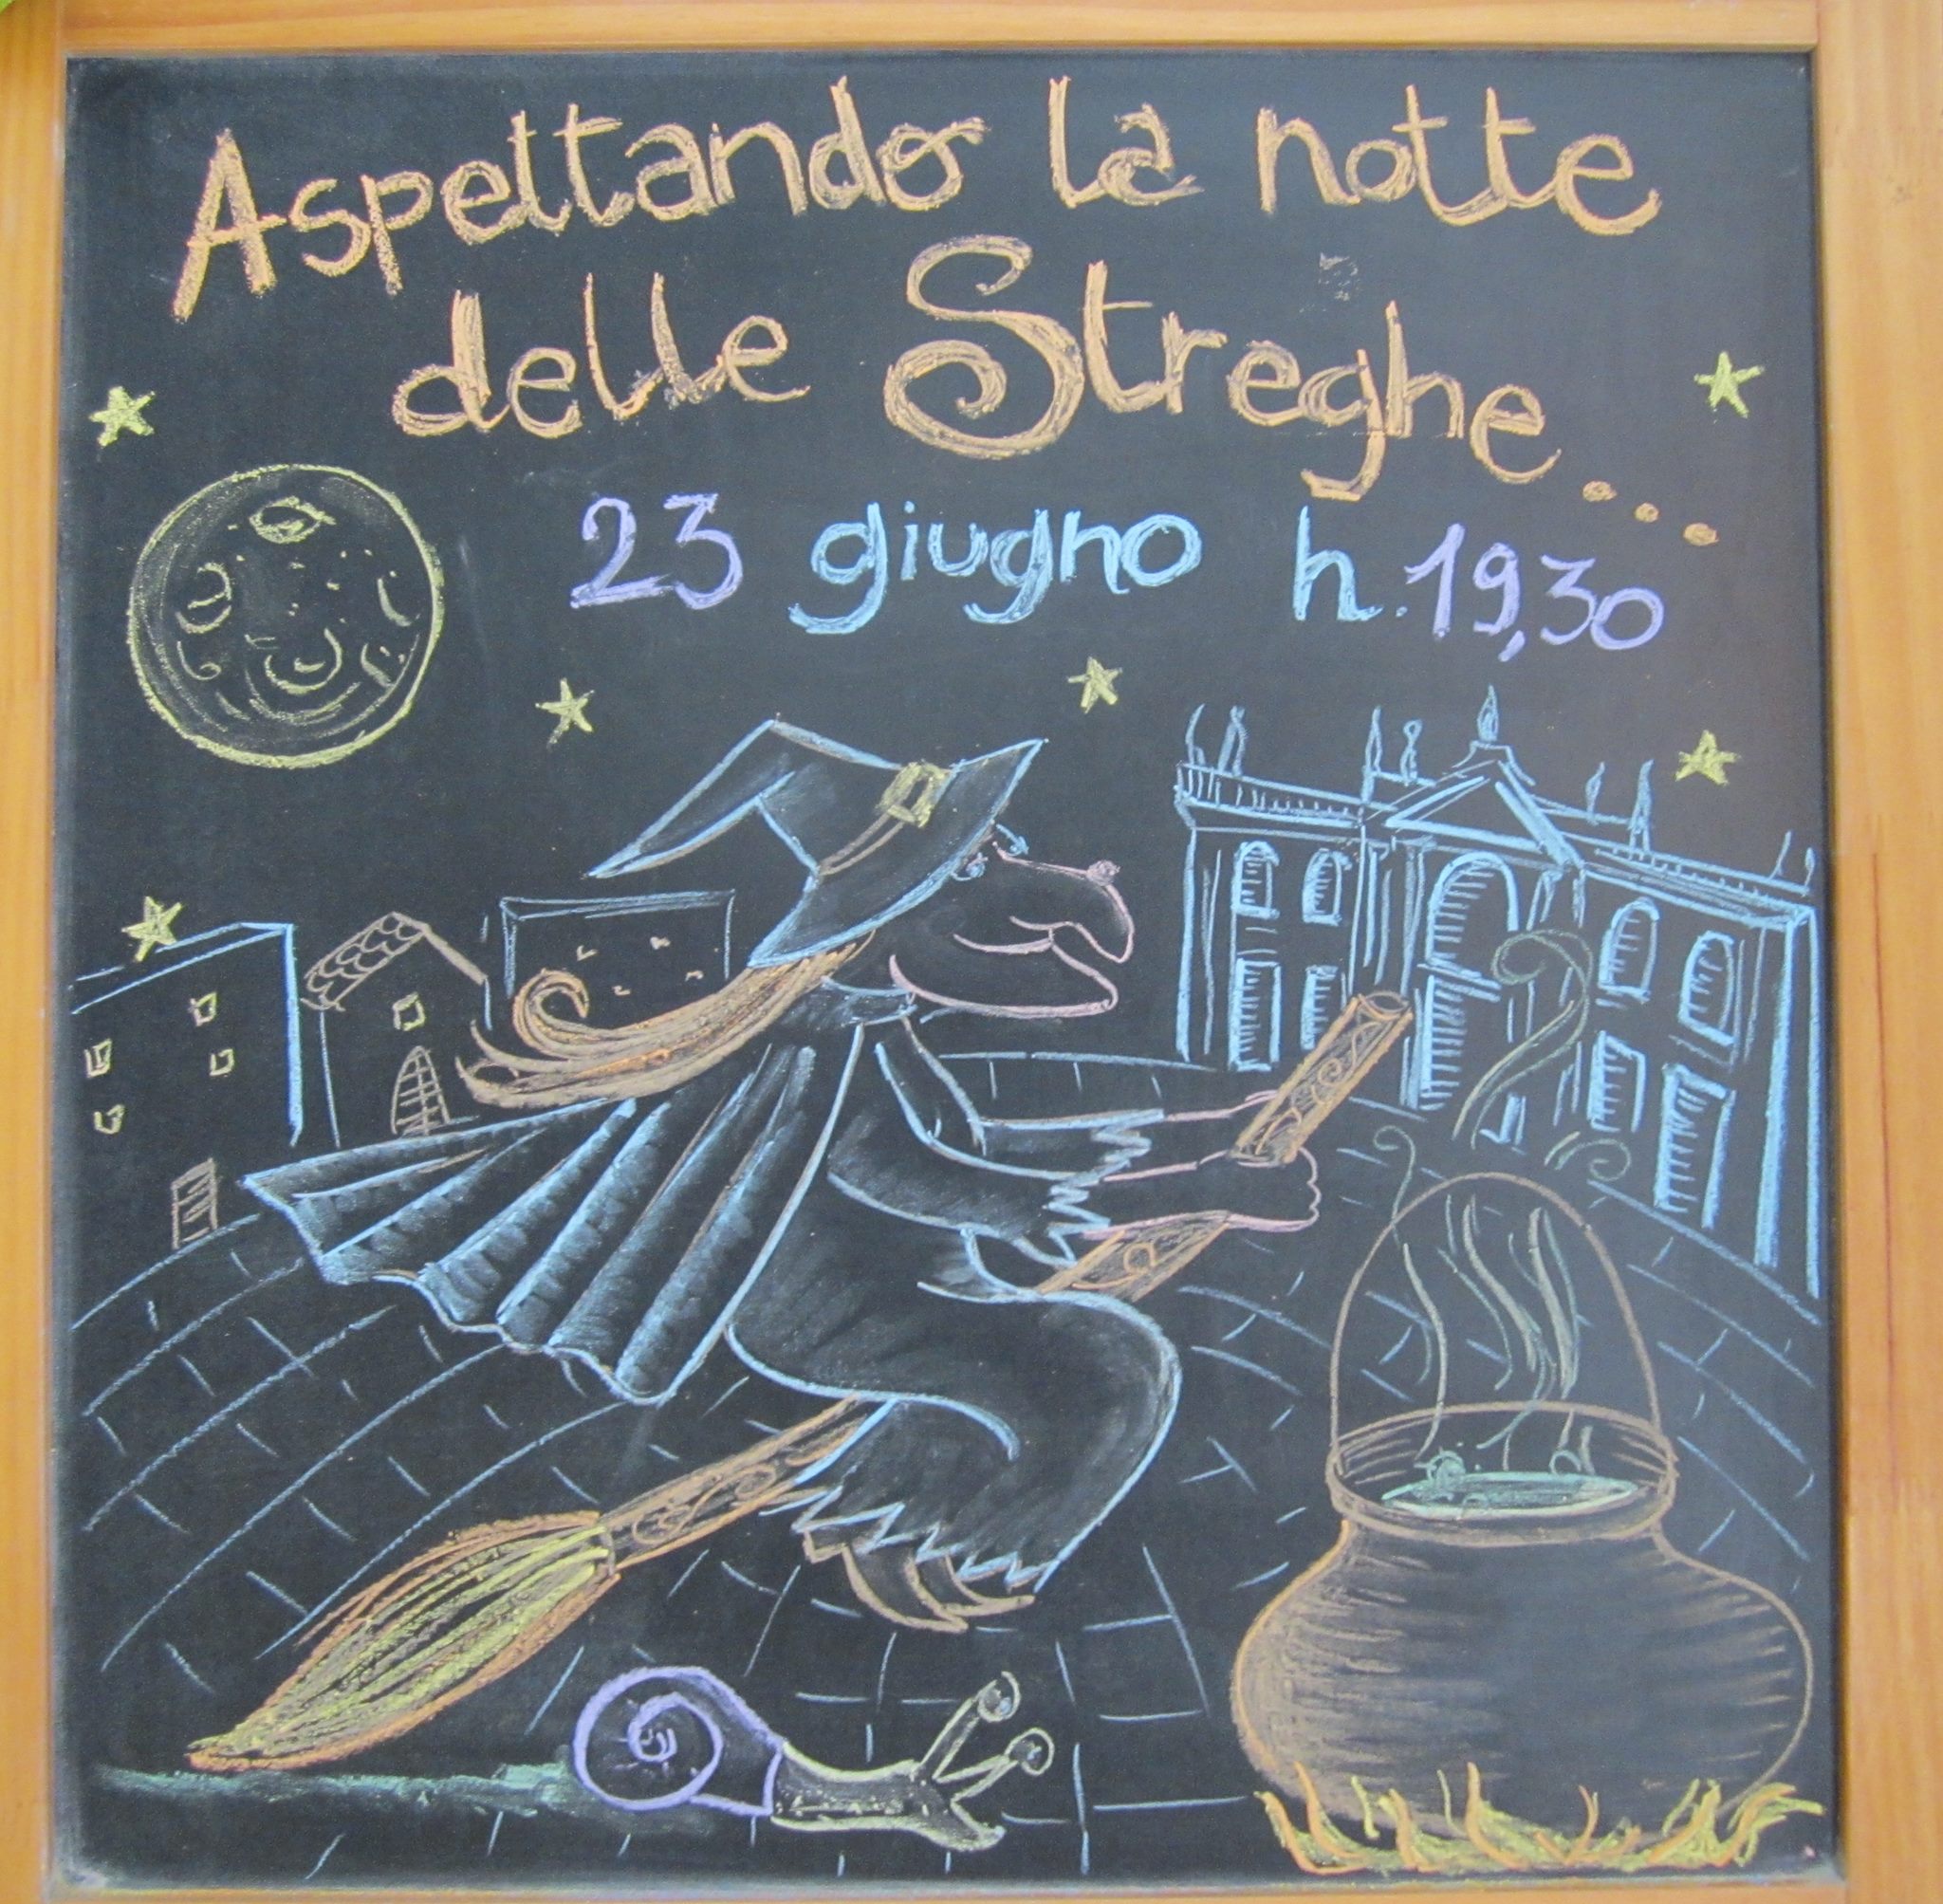 Aspettando la notte
delle Streghe...
23 giugno h.19,30